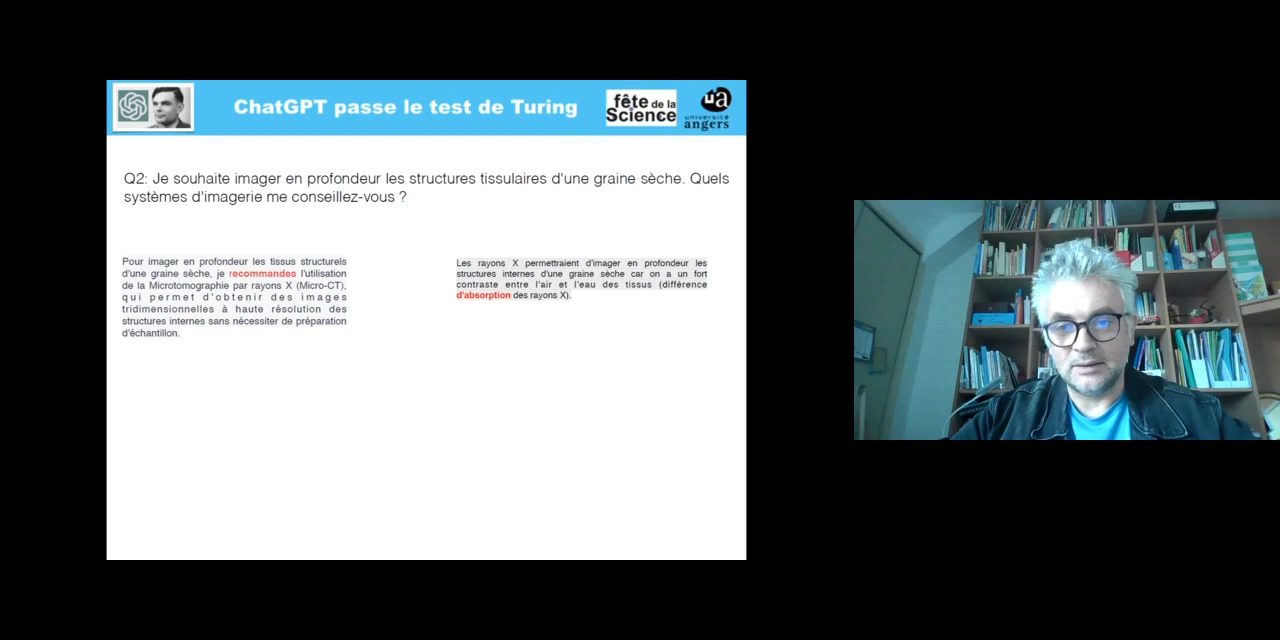 ChatGPT passe le test de Turing
fête de la
Science
ua
université
angers
Q2: Je souhaite imager en profondeur les structures tissulaires d'une graine sèche. Quels
systèmes d'imagerie me conseillez-vous ?
Pour imager en profondeur les tissus structurels
d'une graine sèche, je recommandes l'utilisation
de la Microtomographie par rayons X (Micro-CT),
qui permet d'obtenir des images
tridimensionnelles à haute résolution des
structures internes sans nécessiter de préparation
d'échantillon.
Les rayons X permettraient d'imager en profondeur les
structures internes d'une graine sèche car on a un fort
contraste entre l'air et l'eau des tissus (différence
d'absorption des rayons X).